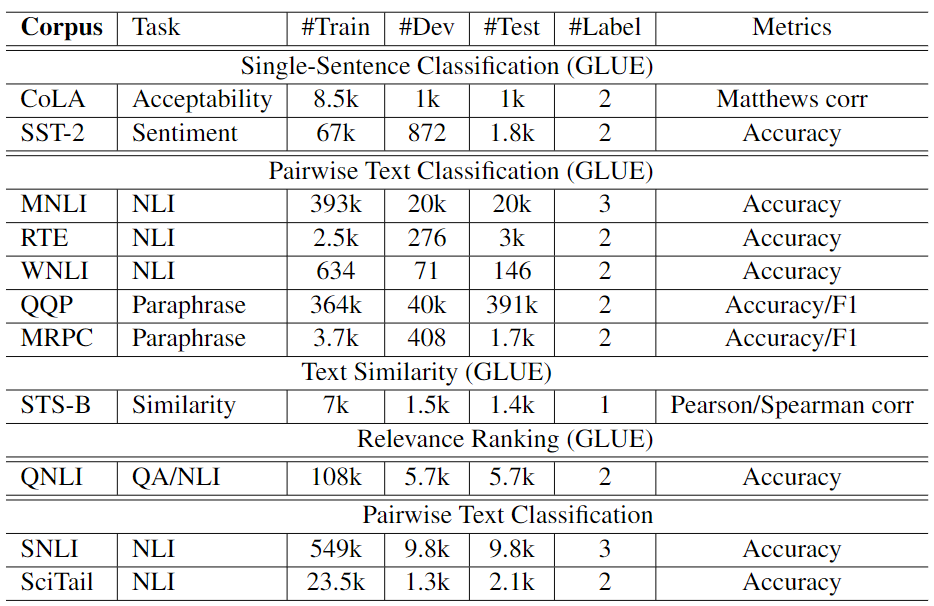 Corpus Task #Train #Dev #Test #Label Metrics
Single-Sentence Classification (GLUE)
CoLA Acceptability 8.5k 1k 1k 2 Matthews corr
SST-2 Sentiment 67k 872 1.8k 2 Accuracy
Pairwise Text Classification (GLUE)
MNLI NLI 393k 20k 20k 3 Accuracy
RTE NLI 2.5k 276 3k 2 Accuracy
WNLI NLI 634 71 146 2 Accuracy
QQP Paraphrase 364k 40k 391k 2 Accuracy/F1
MRPC Paraphrase 3.7k 408 1.7k 2 Accuracy/F1
Text Similarity (GLUE)
STS-B Similarity 7k 1.5k 1.4k 1 Pearson/Spearman corr
Relevance Ranking (GLUE)
QNLI QA/NLI 108k 5.7k 5.7k 2 Accuracy
Pairwise Text Classification
SNLI NLI 549k 9.8k 9.8k 3 Accuracy
SciTail NLI 23.5k 1.3k 2.1k 2 Accuracy